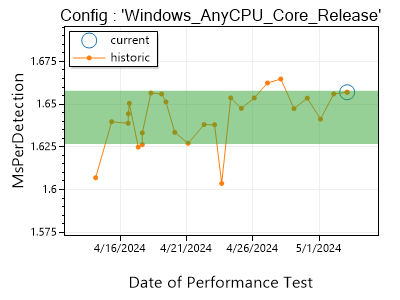 Config : 'Windows_AnyCPU_Core_Release'
current
historic
1.675
1.65
1.625
1.6
1.575
MsPerDetection
4/16/2024 4/21/2024 4/26/2024 5/1/2024
Date of Performance Test